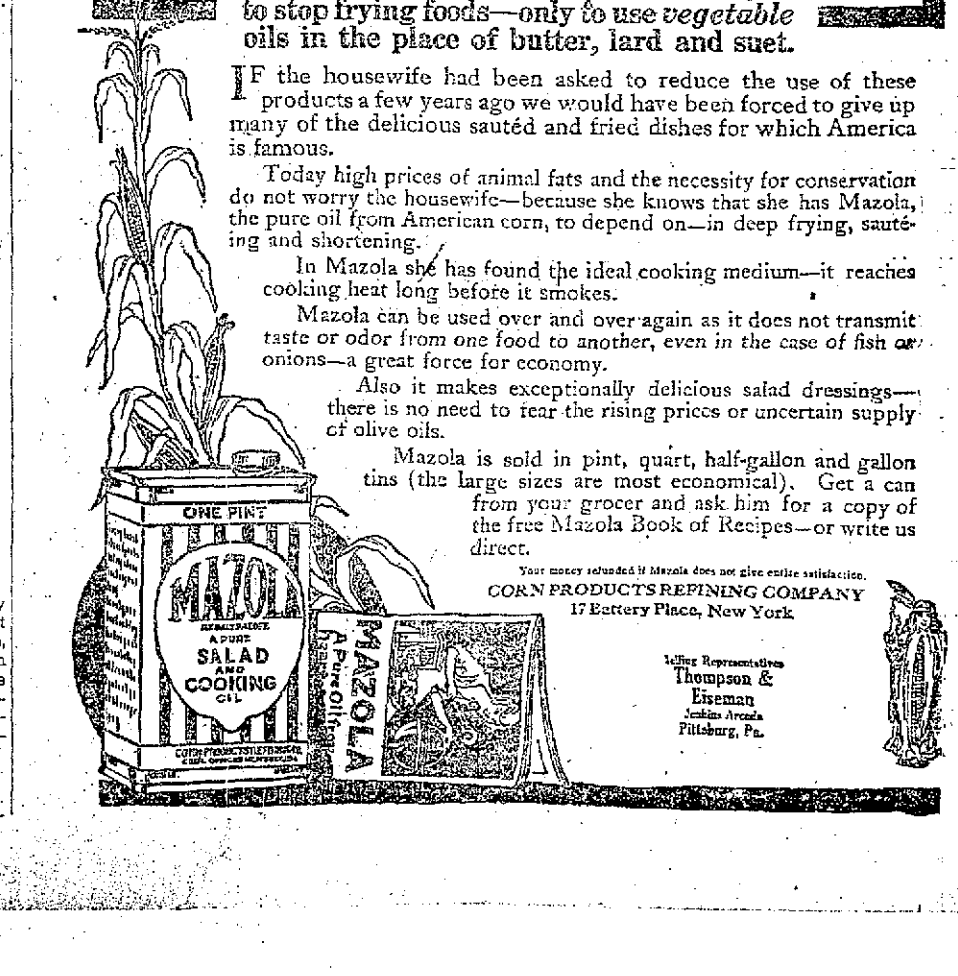 to stop frying foods—only to use vegetable
oils in the place of butter, lard and suet.
IF the housewife had been asked to reduce the use of these
products a few years ago we would have been forced to give up
many of the delicious sautéd and fried dishes for which America
is famous.
Today high prices of animal fats and the necessity for conservation
do not worry the housewife—because she knows that she has Mazola,
the pure oil from American corn, to depend on—in deep frying, sauté-
ing and shortening.
In Mazola she has found the ideal cooking medium—it reaches
cooking heat long before it smokes.
Mazola can be used over and over again as it does not transmit
taste or odor from one food to another, even in the case of fish or
onions—a great force for economy.
Also it makes exceptionally delicious salad dressings—
there is no need to fear the rising prices or uncertain supply
of olive oils.
Mazola is sold in pint, quart, half-gallon and gallon
tins (the large sizes are most economical). Get a can
from your grocer and ask him for a copy of
the free Mazola Book of Recipes—or write us
direct.
Your money refunded if Mazola does not give entire satisfaction.
CORN PRODUCTS REFINING COMPANY
17 Battery Place, New York
Selling Representatives
Thompson &
Eiseman
Jenkins Arcade
Pittsburg, Pa.
ONE PINT
MAZOLA
A PURE
SALAD
AND
COOKING
OIL
MAZOLA
A Pure Oil